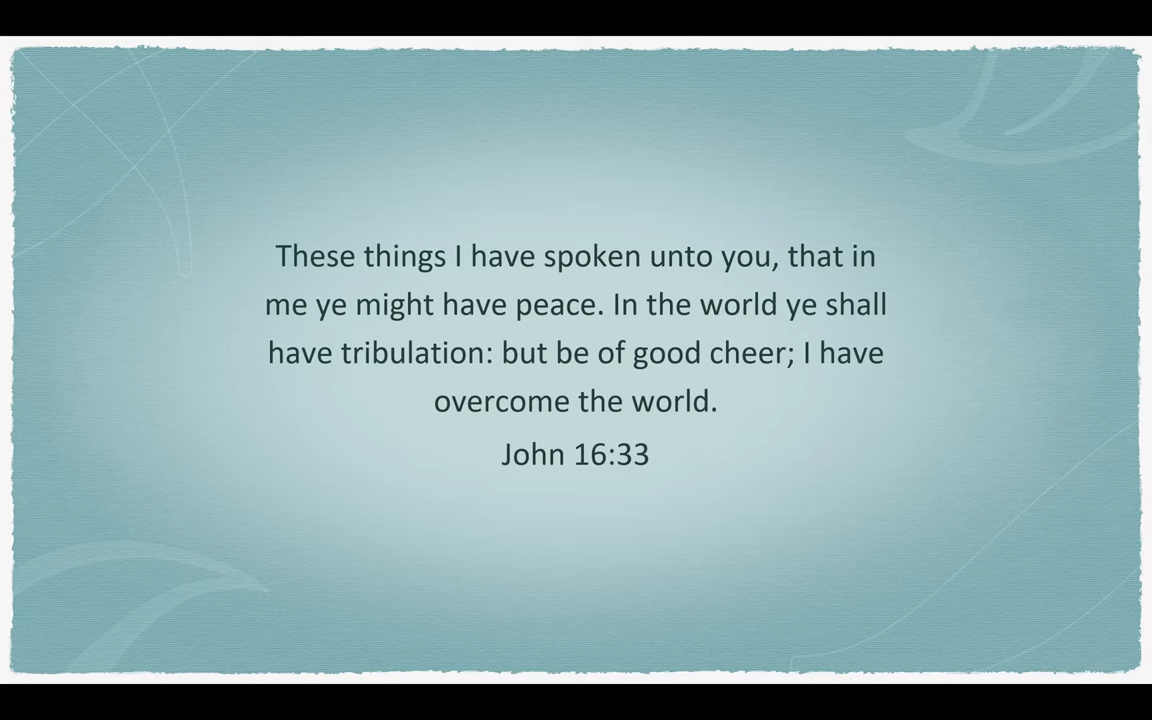 These things I have spoken unto you, that in
me ye might have peace. In the world ye shall
have tribulation: but be of good cheer; I have
overcome the world.
John 16:33